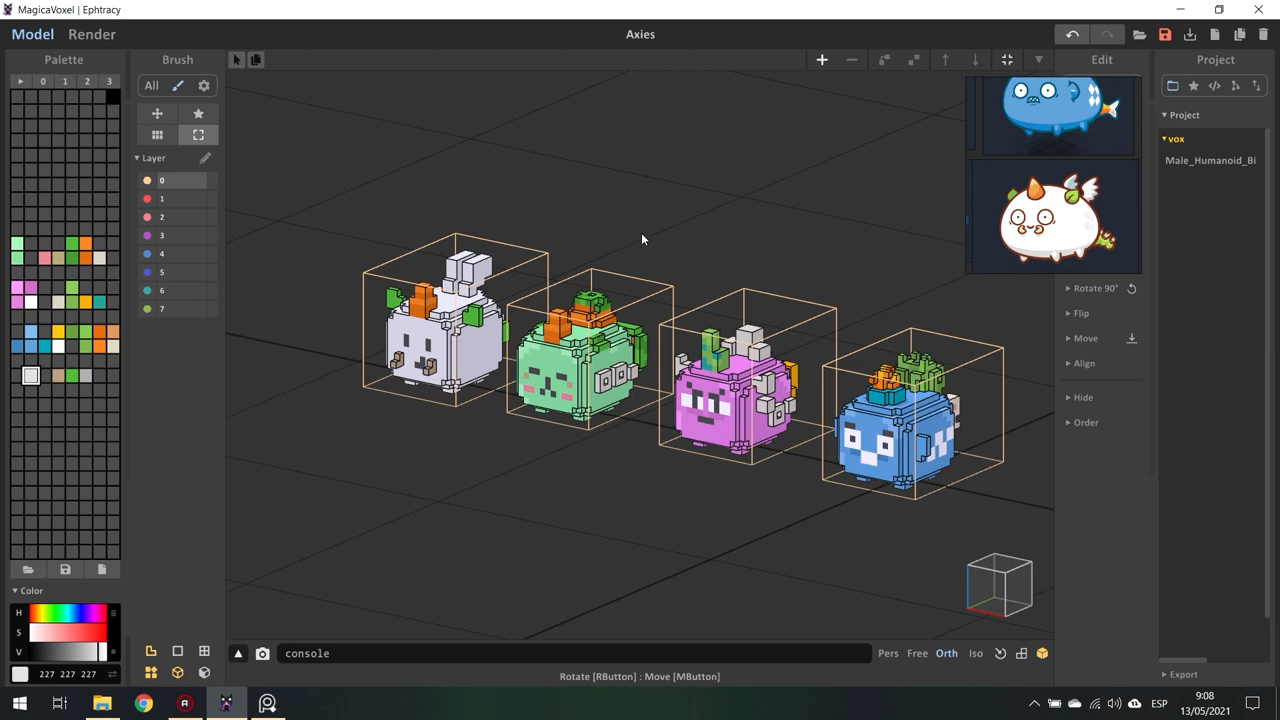 MagicaVoxel | Ephtracy
Model Render
Axies
Palette
Brush
Edit
Project
0 1 2 3
All
Layer
0
1
2
3
4
5
6
7
Project
vox
Male_Humanoid_Bi
Rotate 90°
Flip
Move
Align
Hide
Order
Color
H
S
V
227 227 227
console
Pers Free Orth Iso
Rotate [RButton] : Move [MButton]
Export
ESP
9:08
13/05/2021